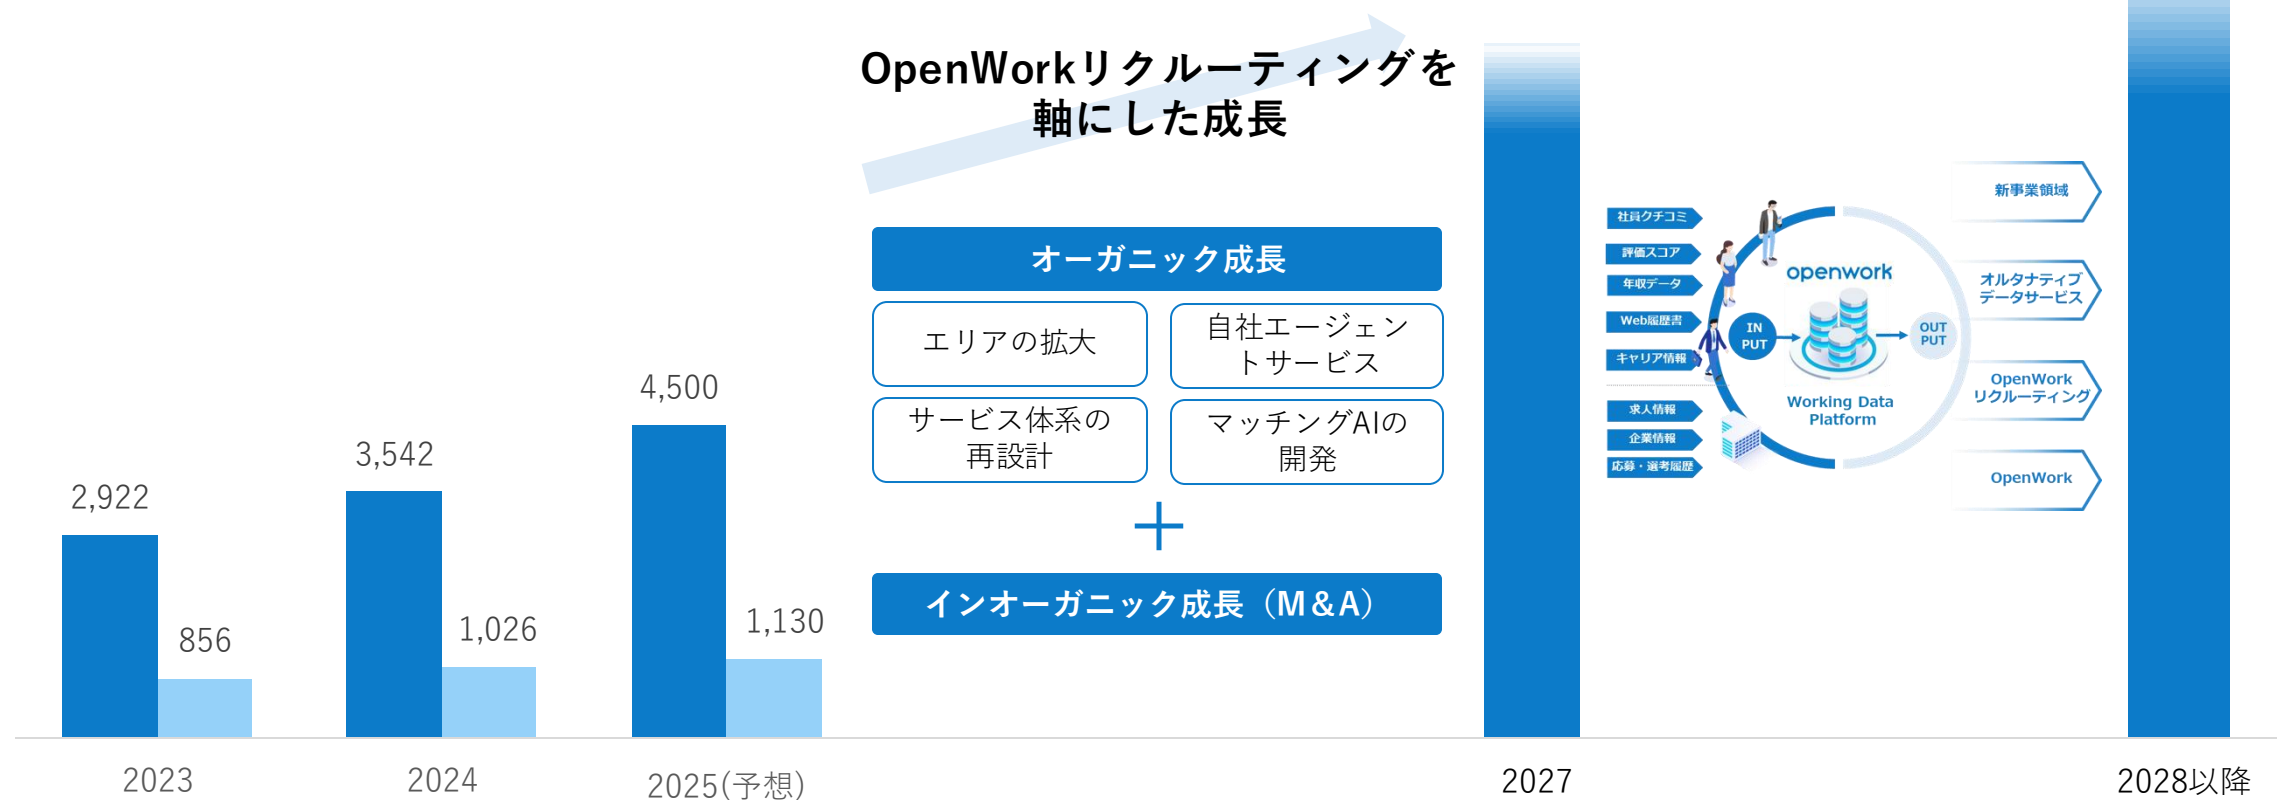 OpenWorkリクルーティングを
軸にした成長
オーガニック成長
エリアの拡大
自社エージェン
トサービス
サービス体系の
再設計
マッチングAIの
開発
＋
インオーガニック成長（M＆A）
2,922
856
3,542
1,026
4,500
1,130
2023
2024
2025(予想)
2027
2028以降
社員クチコミ
評価スコア
年収データ
Web履歴書
キャリア情報
求人情報
企業情報
応募・選考履歴
openwork
IN
PUT
OUT
PUT
Working Data
Platform
新事業領域
オルタナティブ
データサービス
OpenWork
リクルーティング
OpenWork